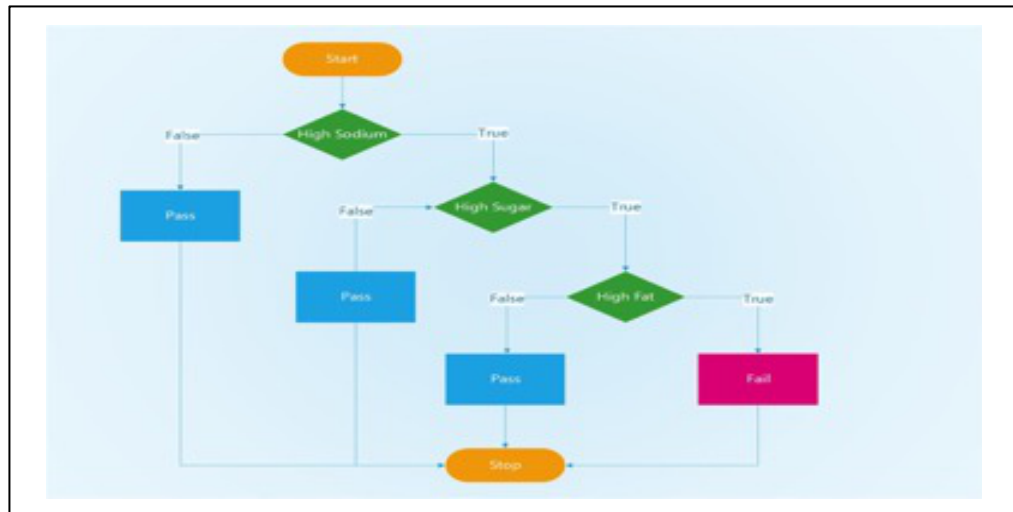 Start
High Sodium
False
True
Pass
False
High Sugar
True
Pass
False
High Fat
True
Pass
Fail
Stop